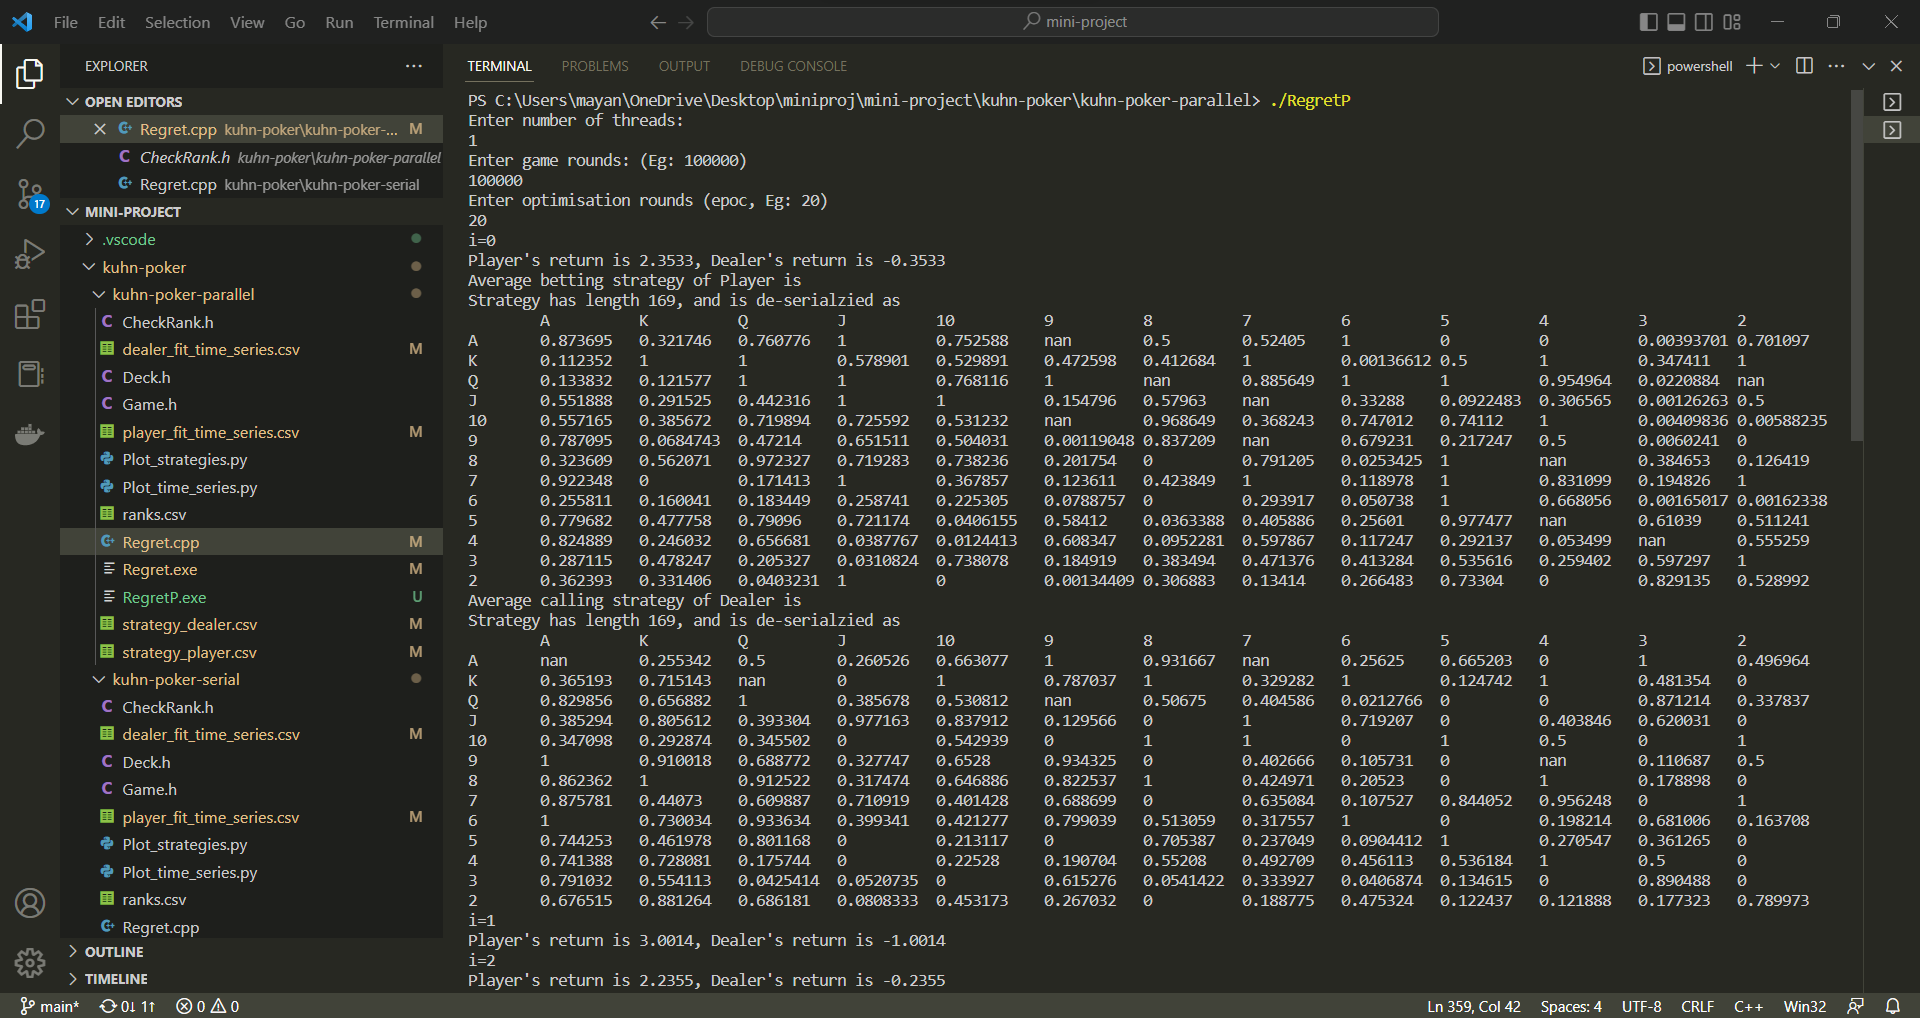 File Edit Selection View Go Run Terminal Help
mini-project
EXPLORER
OPEN EDITORS
Regret.cpp kuhn-poker\kuhn-poker-... M
CheckRank.h kuhn-poker\kuhn-poker-parallel
Regret.cpp kuhn-poker\kuhn-poker-serial
17
MINI-PROJECT
.vscode
kuhn-poker
kuhn-poker-parallel
CheckRank.h
dealer_fit_time_series.csv M
Deck.h
Game.h
player_fit_time_series.csv M
Plot_strategies.py
Plot_time_series.py
ranks.csv
Regret.cpp M
Regret.exe M
RegretP.exe U
strategy_dealer.csv M
strategy_player.csv M
kuhn-poker-serial
CheckRank.h
dealer_fit_time_series.csv M
Deck.h
Game.h
player_fit_time_series.csv M
Plot_strategies.py
Plot_time_series.py
ranks.csv
Regret.cpp
OUTLINE
TIMELINE
TERMINAL PROBLEMS OUTPUT DEBUG CONSOLE
powershell
PS C:\Users\mayan\OneDrive\Desktop\miniproj\mini-project\kuhn-poker\kuhn-poker-parallel> ./RegretP
Enter number of threads:
1
Enter game rounds: (Eg: 100000)
100000
Enter optimisation rounds (epoc, Eg: 20)
20
i=0
Player's return is 2.3533, Dealer's return is -0.3533
Average betting strategy of Player is
Strategy has length 169, and is de-serialzied as
A K Q J 10 9 8 7 6 5 4 3 2
A 0.873695 0.321746 0.760776 1 0.752588 nan 0.5 0.52405 1 0 0 0.00393701 0.701097
K 0.112352 1 1 0.578901 0.529891 0.472598 0.412684 1 0.00136612 0.5 1 0.347411 1
Q 0.133832 0.121577 1 1 0.768116 1 nan 0.885649 1 1 0.954964 0.0220884 nan
J 0.551888 0.291525 0.442316 1 1 0.154796 0.57963 nan 0.33288 0.0922483 0.306565 0.00126263 0.5
10 0.557165 0.385672 0.719894 0.725592 0.531232 nan 0.968649 0.368243 0.747012 0.74112 1 0.00409836 0.00588235
9 0.787095 0.0684743 0.47214 0.651511 0.504031 0.00119048 0.837209 nan 0.679231 0.217247 0.5 0.0060241 0
8 0.323609 0.562071 0.972327 0.719283 0.738236 0.201754 0 0.791205 0.0253425 1 nan 0.384653 0.126419
7 0.922348 0 0.171413 1 0.367857 0.123611 0.423849 1 0.118978 1 0.831099 0.194826 1
6 0.255811 0.160041 0.183449 0.258741 0.225305 0.0788757 0 0.293917 0.050738 1 0.668056 0.00165017 0.00162338
5 0.779682 0.477758 0.79096 0.721174 0.0406155 0.58412 0.0363388 0.405886 0.25601 0.977477 nan 0.61039 0.511241
4 0.824889 0.246032 0.656681 0.0387767 0.0124413 0.608347 0.0952281 0.597867 0.117247 0.292137 0.053499 nan 0.555259
3 0.287115 0.478247 0.205327 0.0310824 0.738078 0.184919 0.383494 0.471376 0.413284 0.535616 0.259402 0.597297 1
2 0.362393 0.331406 0.0403231 1 0 0.00134409 0.306883 0.13414 0.266483 0.73304 0 0.829135 0.528992
Average calling strategy of Dealer is
Strategy has length 169, and is de-serialzied as
A K Q J 10 9 8 7 6 5 4 3 2
A nan 0.255342 0.5 0.260526 0.663077 1 0.931667 nan 0.25625 0.665203 0 1 0.496964
K 0.365193 0.715143 nan 0 1 0.787037 1 0.329282 1 0.124742 1 0.481354 0
Q 0.829856 0.656882 1 0.385678 0.530812 nan 0.50675 0.404586 0.0212766 0 0 0.871214 0.337837
J 0.385294 0.805612 0.393304 0.977163 0.837912 0.129566 0 1 0.719207 0 0.403846 0.620031 0
10 0.347098 0.292874 0.345502 0 0.542939 0 1 1 0 1 0.5 0 1
9 1 0.910018 0.688772 0.327747 0.6528 0.934325 0 0.402666 0.105731 0 nan 0.110687 0.5
8 0.862362 1 0.912522 0.317474 0.646886 0.822537 1 0.424971 0.20523 0 1 0.178898 0
7 0.875781 0.44073 0.609887 0.710919 0.401428 0.688699 0 0.635084 0.107527 0.844052 0.956248 0 1
6 1 0.730034 0.933634 0.399341 0.421277 0.799039 0.513059 0.317557 1 0 0.198214 0.681006 0.163708
5 0.744253 0.461978 0.801168 0 0.213117 0 0.705387 0.237049 0.0904412 1 0.270547 0.361265 0
4 0.741388 0.728081 0.175744 0 0.22528 0.190704 0.55208 0.492709 0.456113 0.536184 1 0.5 0
3 0.791032 0.554113 0.0425414 0.0520735 0 0.615276 0.0541422 0.333927 0.0406874 0.134615 0 0.890488 0
2 0.676515 0.881264 0.686181 0.0808333 0.453173 0.267032 0 0.188775 0.475324 0.122437 0.121888 0.177323 0.789973
i=1
Player's return is 3.0014, Dealer's return is -1.0014
i=2
Player's return is 2.2355, Dealer's return is -0.2355
main* 0↓ 1↑ 0 0 Ln 359, Col 42 Spaces: 4 UTF-8 CRLF C++ Win32